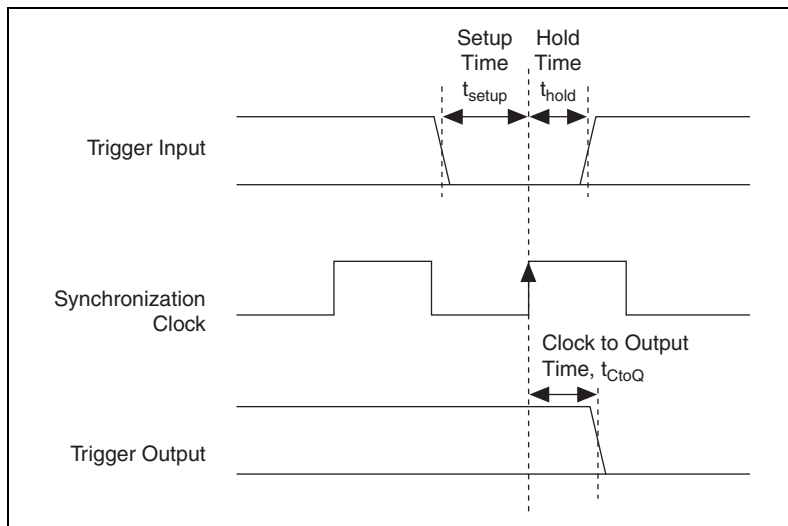 Setup
Time
t_setup
Hold
Time
t_hold
Trigger Input
Synchronization
Clock
Clock to Output
Time, t_CtoQ
Trigger Output